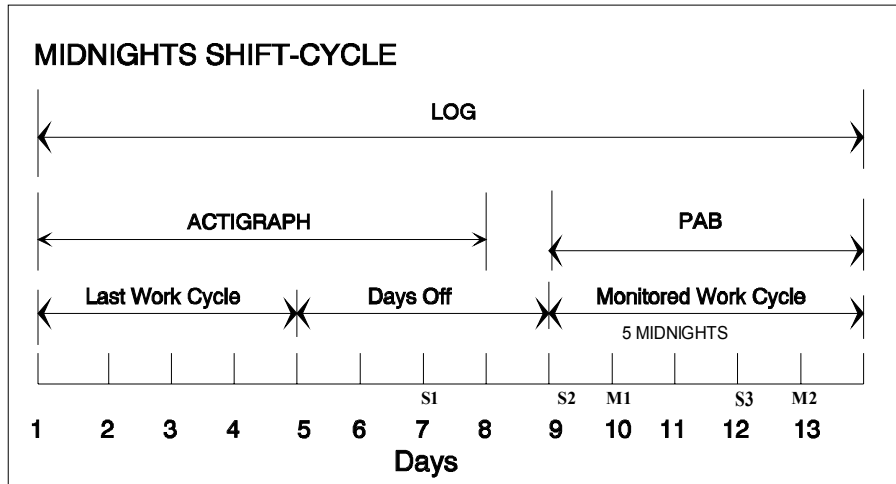 MIDNIGHTS SHIFT-CYCLE
LOG
ACTIGRAPH PAB
Last Work Cycle Days Off Monitored Work Cycle
5 MIDNIGHTS
S1 S2 M1 S3 M2
1 2 3 4 5 6 7 8 9 10 11 12 13
Days